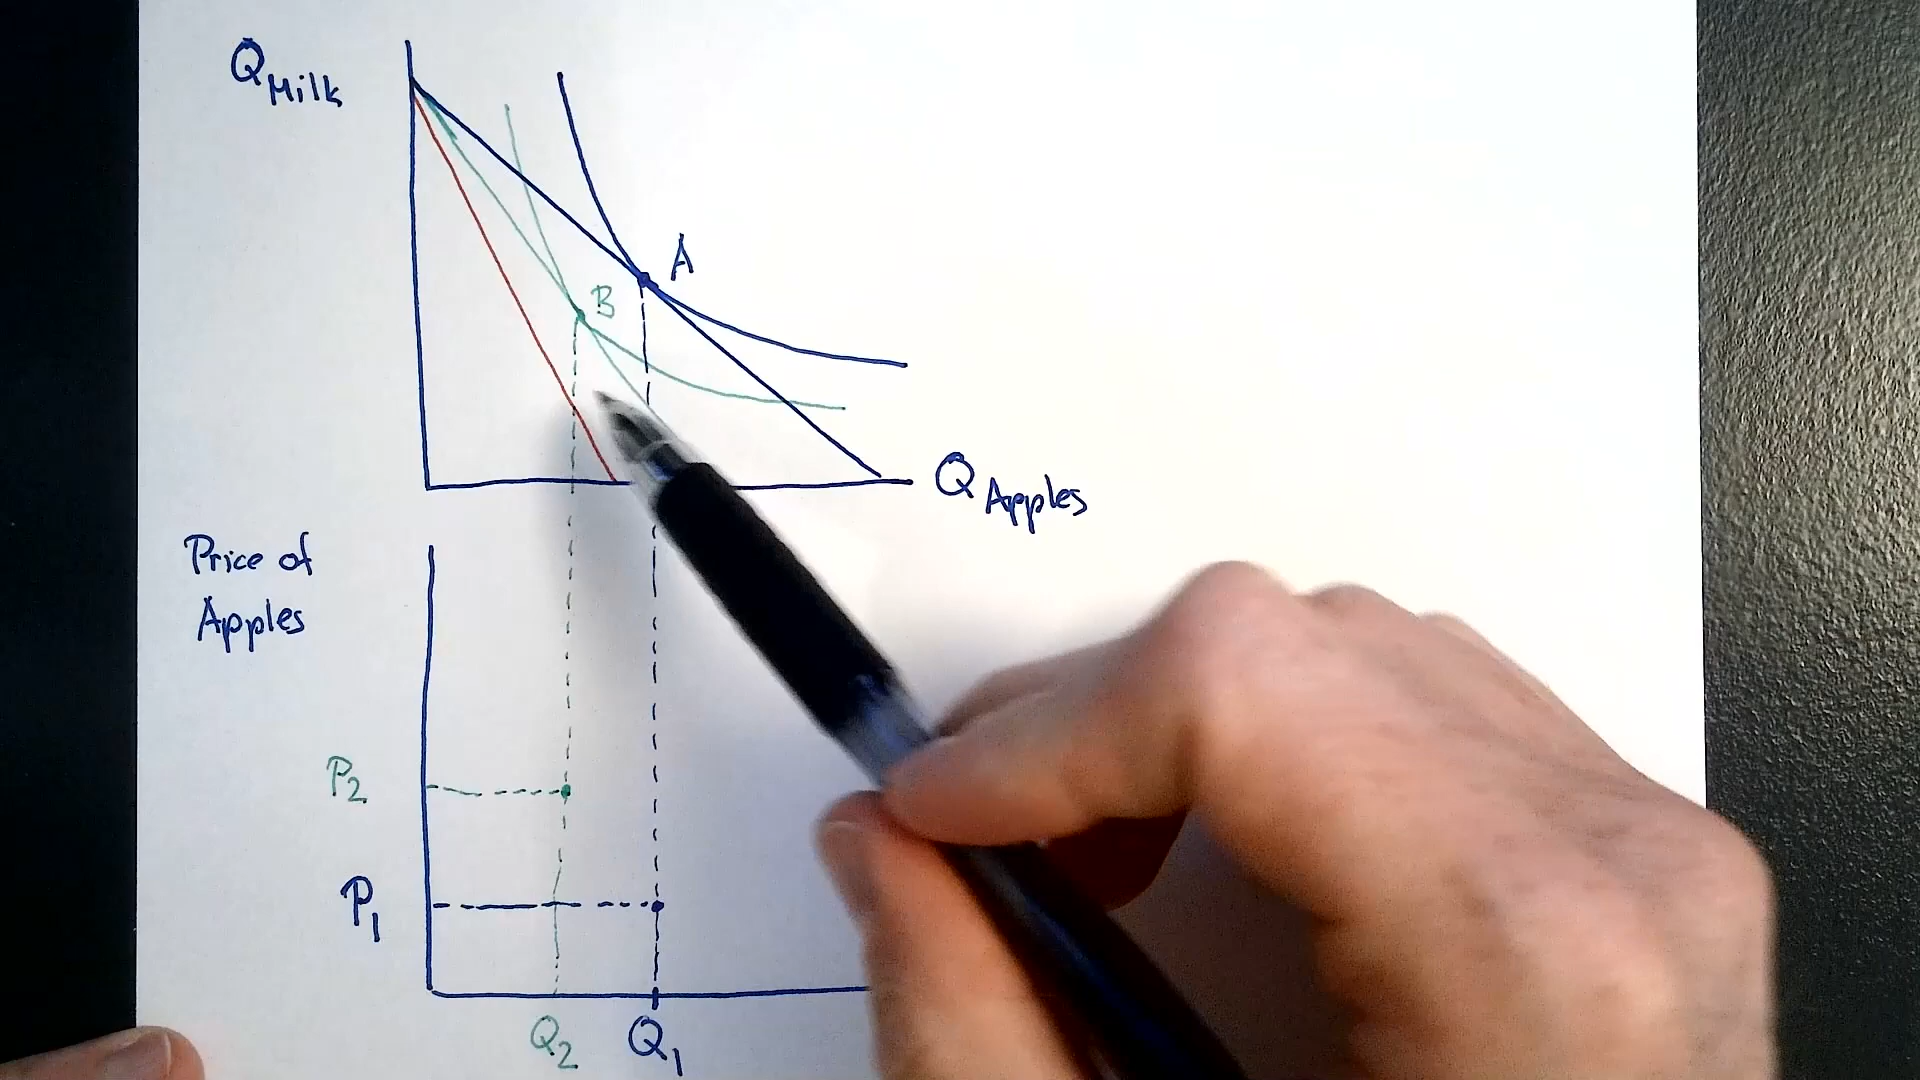 Q Milk
A
B
Q Apples
Price of
Apples
P2
P1
Q2 Q1